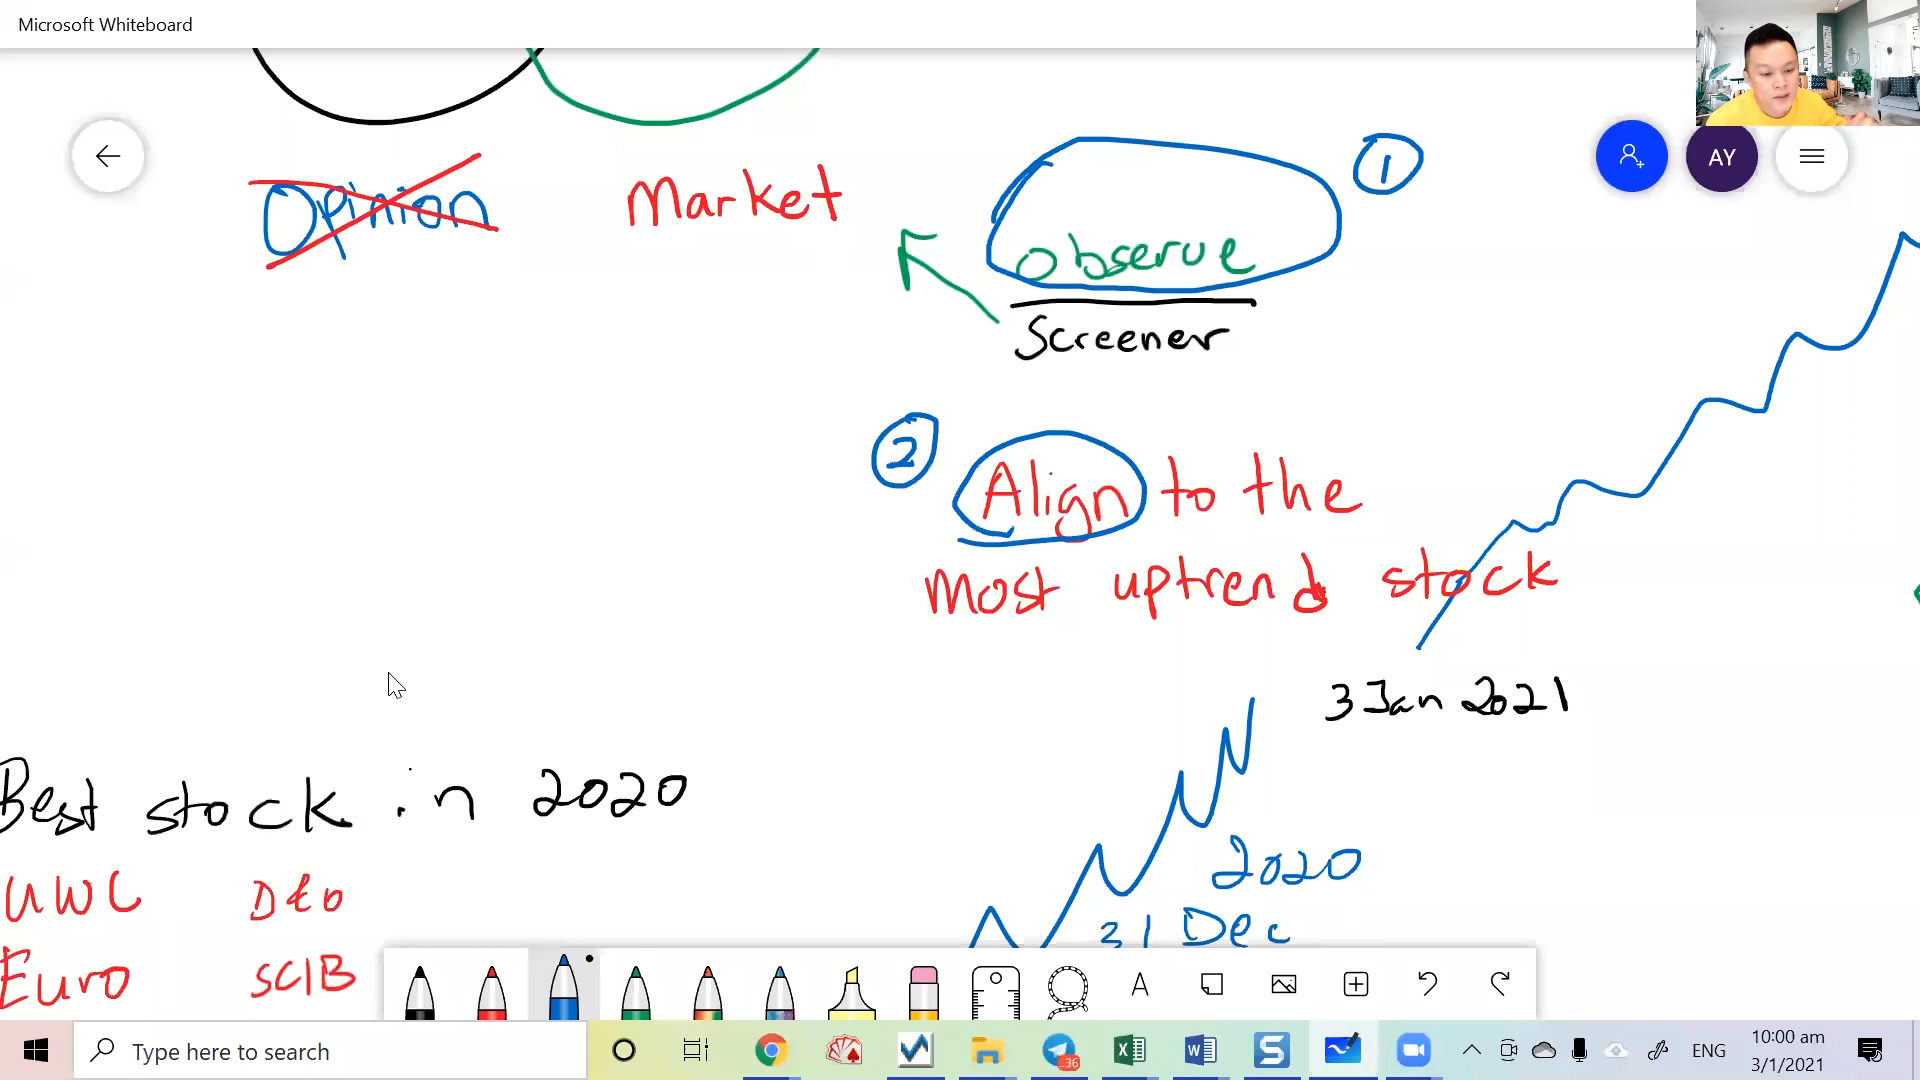 Microsoft Whiteboard
AY
Opinion
Market
1
Observe
Screener
2
Align to the
most uptrend stock
3 Jan 2021
Best stock in 2020
2020
31 Dec
UWC
D&O
Euro
SCIB
A
Type here to search
36
ENG
10:00 am
3/1/2021